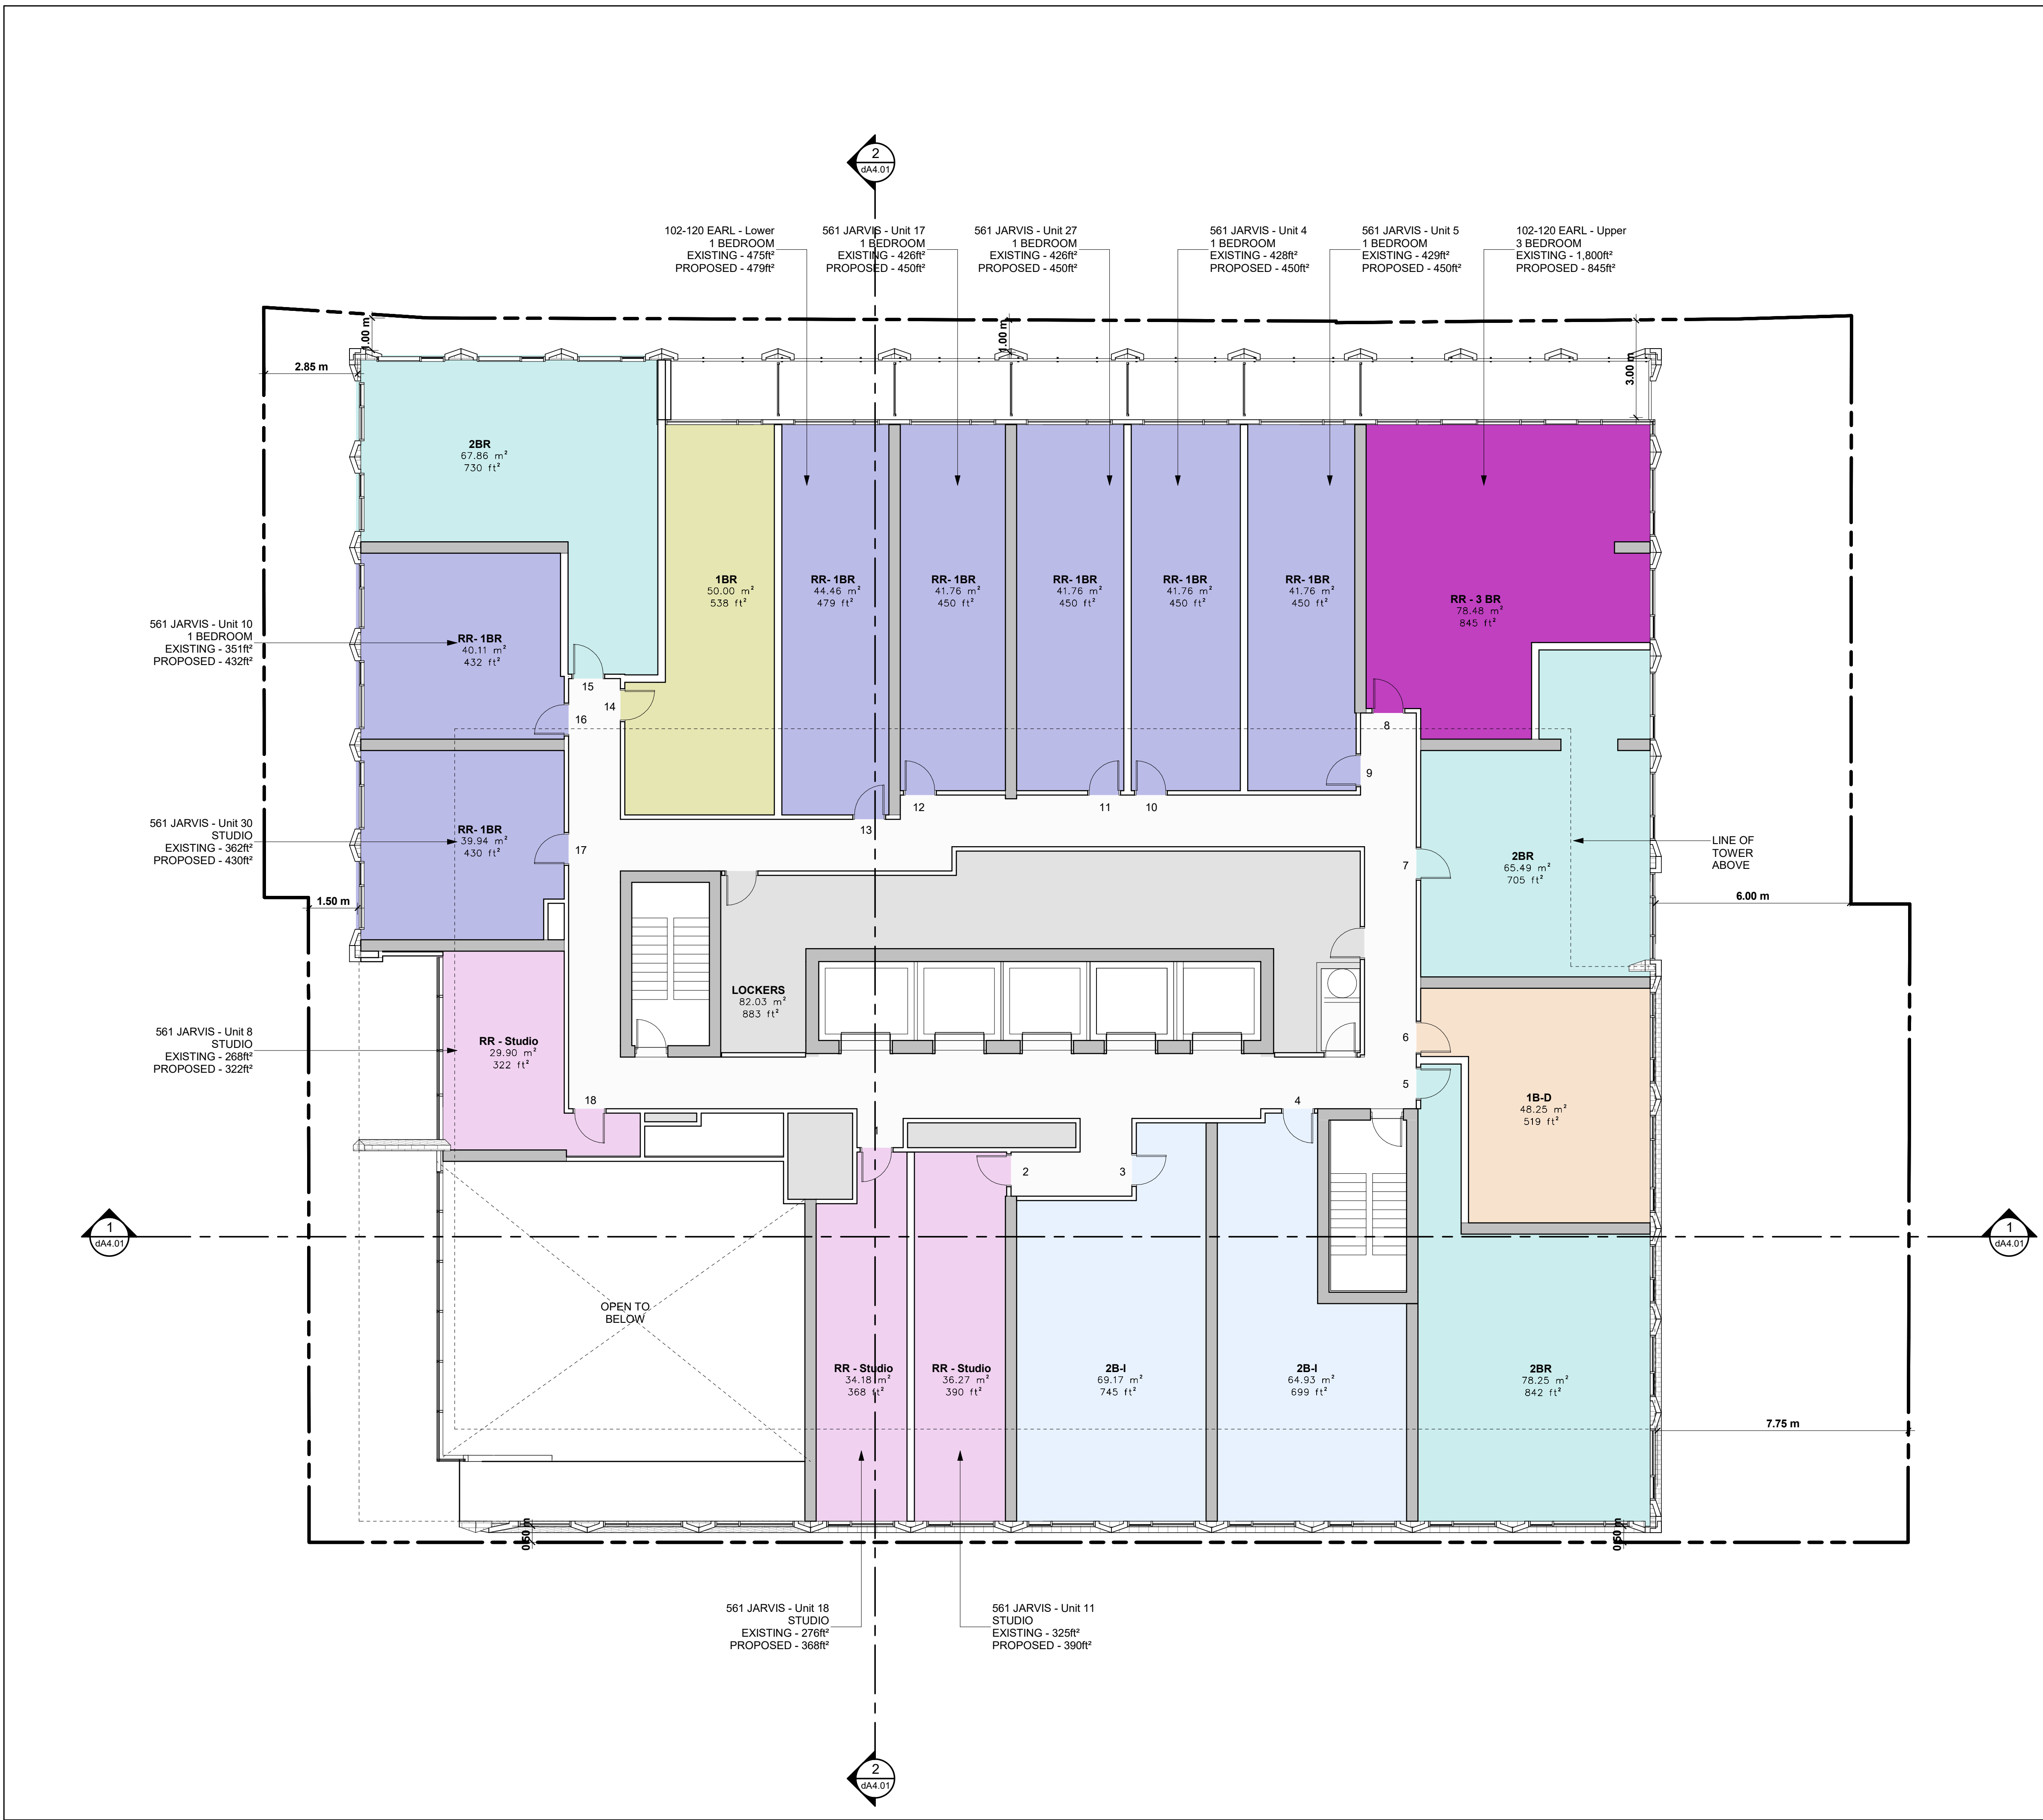 2
dA4.01
102-120 EARL - Lower
1 BEDROOM
EXISTING - 475ft²
PROPOSED - 479ft²
561 JARVIS - Unit 17
1 BEDROOM
EXISTING - 426ft²
PROPOSED - 450ft²
561 JARVIS - Unit 27
1 BEDROOM
EXISTING - 426ft²
PROPOSED - 450ft²
561 JARVIS - Unit 4
1 BEDROOM
EXISTING - 428ft²
PROPOSED - 450ft²
561 JARVIS - Unit 5
1 BEDROOM
EXISTING - 429ft²
PROPOSED - 450ft²
102-120 EARL - Upper
3 BEDROOM
EXISTING - 1,800ft²
PROPOSED - 845ft²
1.00 m
1.00 m
3.00 m
2.85 m
2BR
67.86 m²
730 ft²
1BR
50.00 m²
538 ft²
RR- 1BR
44.46 m²
479 ft²
RR- 1BR
41.76 m²
450 ft²
RR- 1BR
41.76 m²
450 ft²
RR- 1BR
41.76 m²
450 ft²
RR- 1BR
41.76 m²
450 ft²
RR - 3 BR
78.48 m²
845 ft²
561 JARVIS - Unit 10
1 BEDROOM
EXISTING - 351ft²
PROPOSED - 432ft²
RR- 1BR
40.11 m²
432 ft²
15
14
16
8
9
12
11
10
13
17
7
561 JARVIS - Unit 30
STUDIO
EXISTING - 362ft²
PROPOSED - 430ft²
RR- 1BR
39.94 m²
430 ft²
2BR
65.49 m²
705 ft²
LINE OF
TOWER
ABOVE
1.50 m
6.00 m
LOCKERS
82.03 m²
883 ft²
561 JARVIS - Unit 8
STUDIO
EXISTING - 268ft²
PROPOSED - 322ft²
RR - Studio
29.90 m²
322 ft²
6
5
1B-D
48.25 m²
519 ft²
18
4
1
2
3
1
dA4.01
1
dA4.01
OPEN TO
BELOW
RR - Studio
34.18 m²
368 ft²
RR - Studio
36.27 m²
390 ft²
2B-I
69.17 m²
745 ft²
2B-I
64.93 m²
699 ft²
2BR
78.25 m²
842 ft²
7.75 m
0.50 m
0.50 m
561 JARVIS - Unit 18
STUDIO
EXISTING - 276ft²
PROPOSED - 368ft²
561 JARVIS - Unit 11
STUDIO
EXISTING - 325ft²
PROPOSED - 390ft²
2
dA4.01